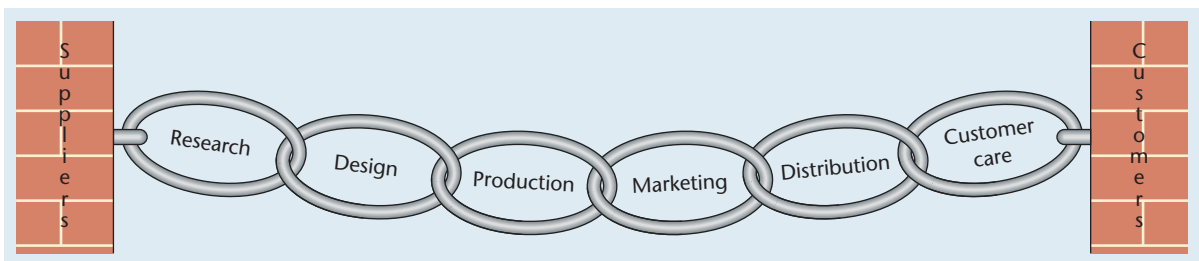 Suppliers
Research
Design
Production
Marketing
Distribution
Customer
care
Customers